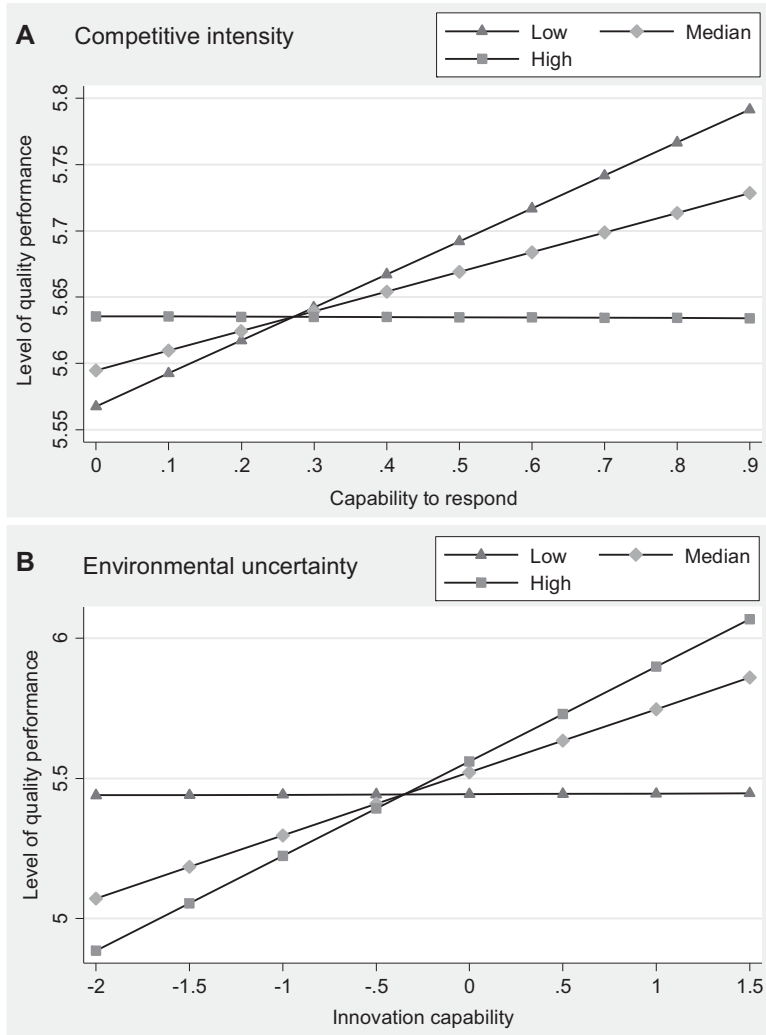 A Competitive intensity
Low Median
High
Level of quality performance
5.8
5.75
5.7
5.65
5.6
5.55
0 .1 .2 .3 .4 .5 .6 .7 .8 .9
Capability to respond
B Environmental uncertainty
Low Median
High
Level of quality performance
6
5.5
5
-2 -1.5 -1 -.5 0 .5 1 1.5
Innovation capability